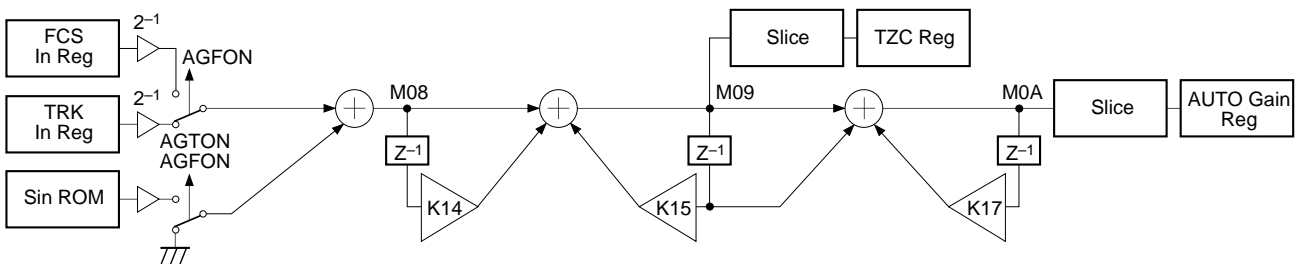 FCS
In Reg
2–1
AGFON
TRK
In Reg
2–1
AGTON
AGFON
Sin ROM
M08
Z–1
K14
M09
Z–1
K15
Slice
TZC Reg
M0A
Z–1
K17
Slice
AUTO Gain
Reg